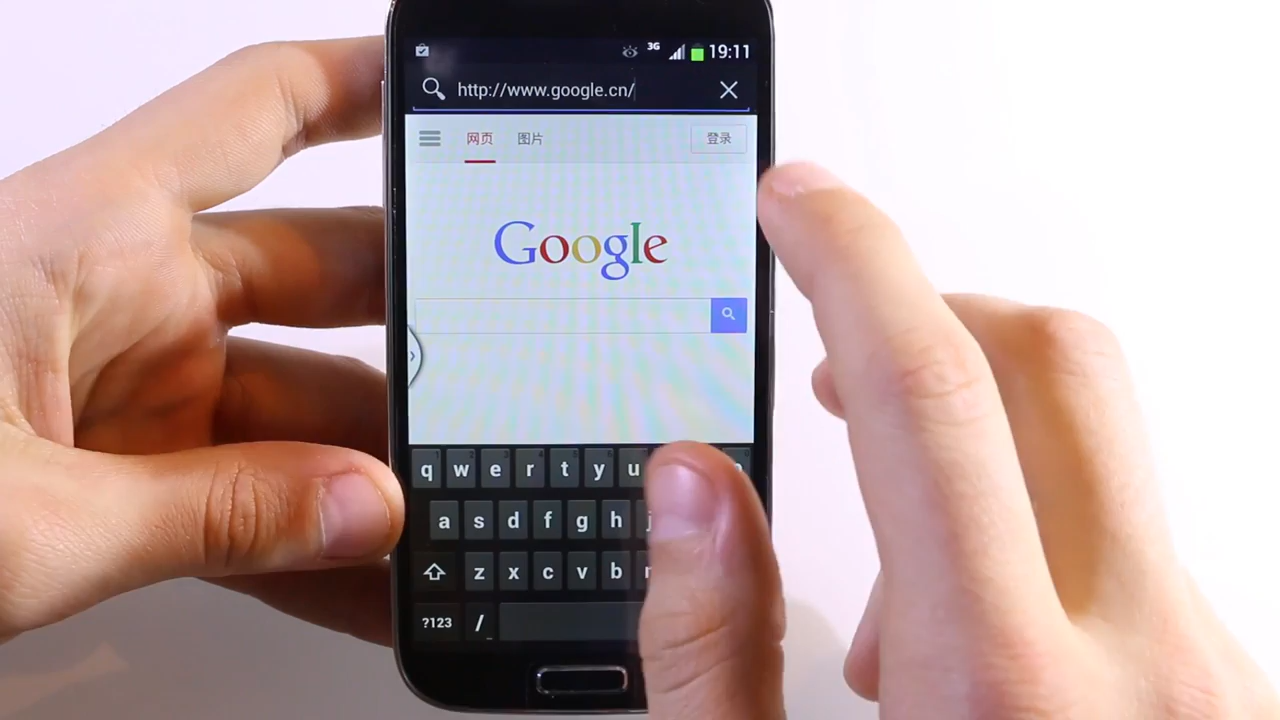 3G 19:11
http://www.google.cn/
网页 图片 登录
Google
q w e r t y u
a s d f g h j
z x c v b
?123 /